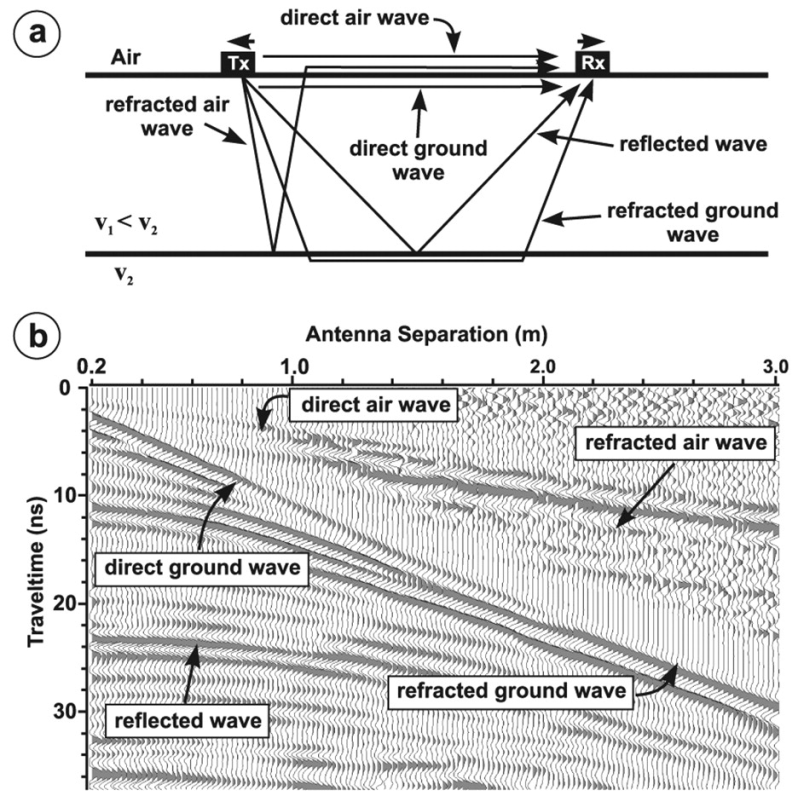 a
direct air wave
Air
Tx
Rx
refracted air
wave
direct ground
wave
reflected wave
refracted ground
wave
v₁ < v₂
v₂
b
Antenna Separation (m)
0.2 1.0 2.0 3.0
0
direct air wave
refracted air wave
10
direct ground wave
Traveltime (ns)
20
refracted ground wave
reflected wave
30